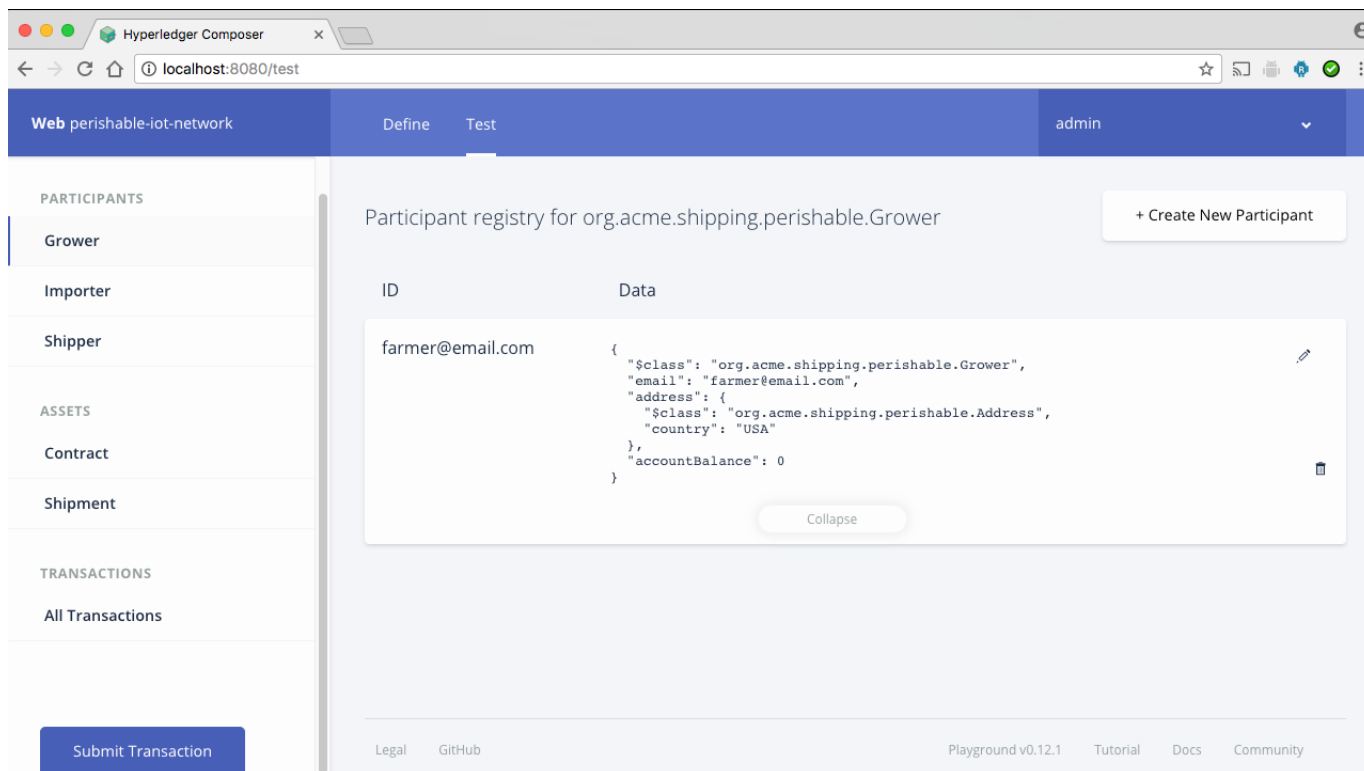 Hyperledger Composer
localhost:8080/test
Web perishable-iot-network
Define Test
admin
PARTICIPANTS
Grower
Importer
Shipper
ASSETS
Contract
Shipment
TRANSACTIONS
All Transactions
Submit Transaction
Participant registry for org.acme.shipping.perishable.Grower
+ Create New Participant
ID Data
farmer@email.com
{
"$class": "org.acme.shipping.perishable.Grower",
"email": "farmer@email.com",
"address": {
"$class": "org.acme.shipping.perishable.Address",
"country": "USA"
},
"accountBalance": 0
}
Collapse
Legal GitHub Playground v0.12.1 Tutorial Docs Community